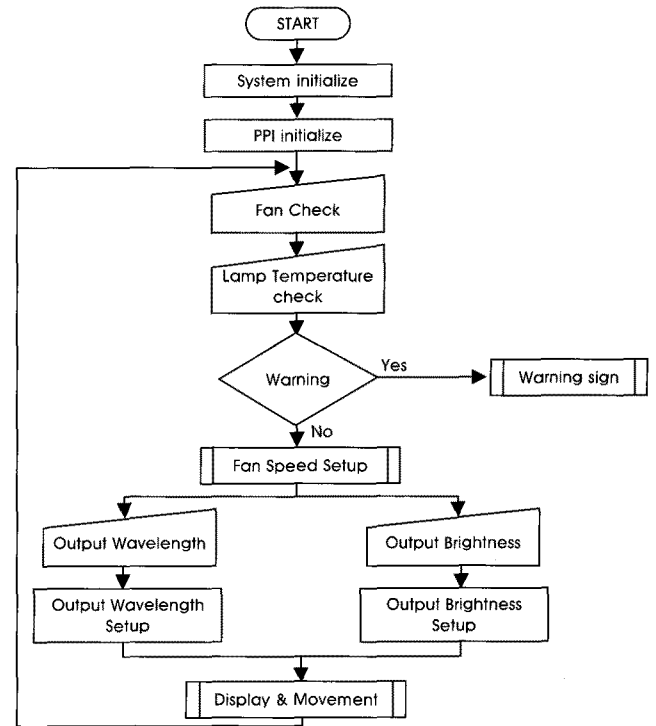 START
System initialize
PPI initialize
Fan Check
Lamp Temperature
check
Warning
Yes
Warning sign
No
Fan Speed Setup
Output Wavelength
Output Brightness
Output Wavelength
Setup
Output Brightness
Setup
Display & Movement